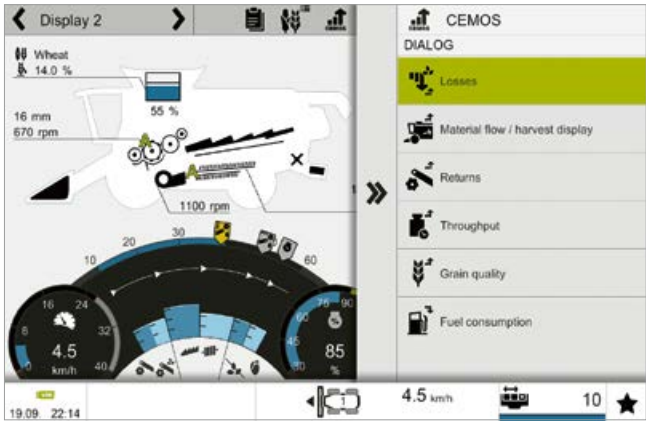 Display 2
CEMOS
CEMOS
DIALOG
Wheat
14.0 %
Losses
55 %
16 mm
670 rpm
A
Material flow / harvest display
A
Returns
1100 rpm
Throughput
10 20 30 60
Grain quality
8 16 24 32 40
4.5
km/h
45 60 75 90
%
85
%
Fuel consumption
19.09. 22:14
1
4.5 km/h
10